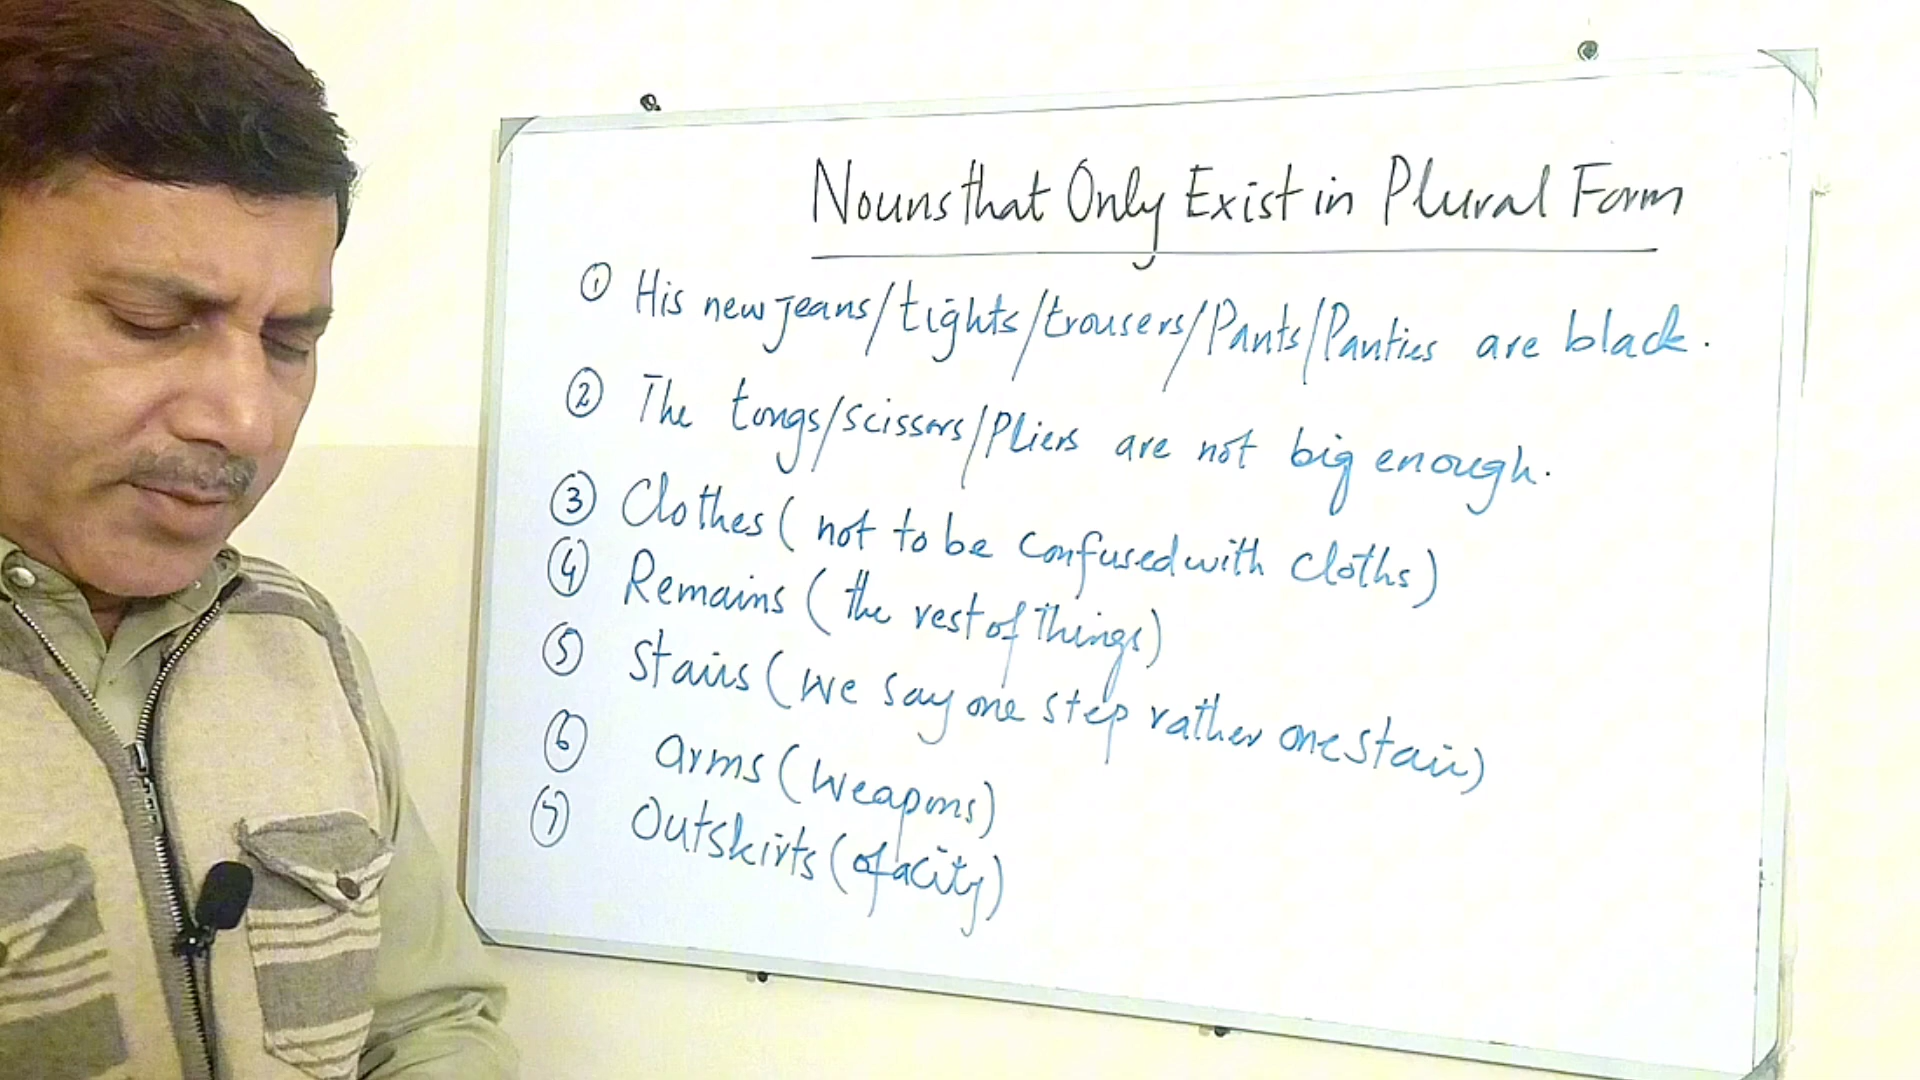 Nouns that Only Exist in Plural Form
① His new Jeans/tights/trousers/Pants/Panties are black.
② The tongs/scissors/Pliers are not big enough.
③ Clothes (not to be confused with cloths)
④ Remains (the rest of things)
⑤ Stairs (we say one step rather one stair)
⑥ arms (weapons)
⑦ Outskirts (of a city)